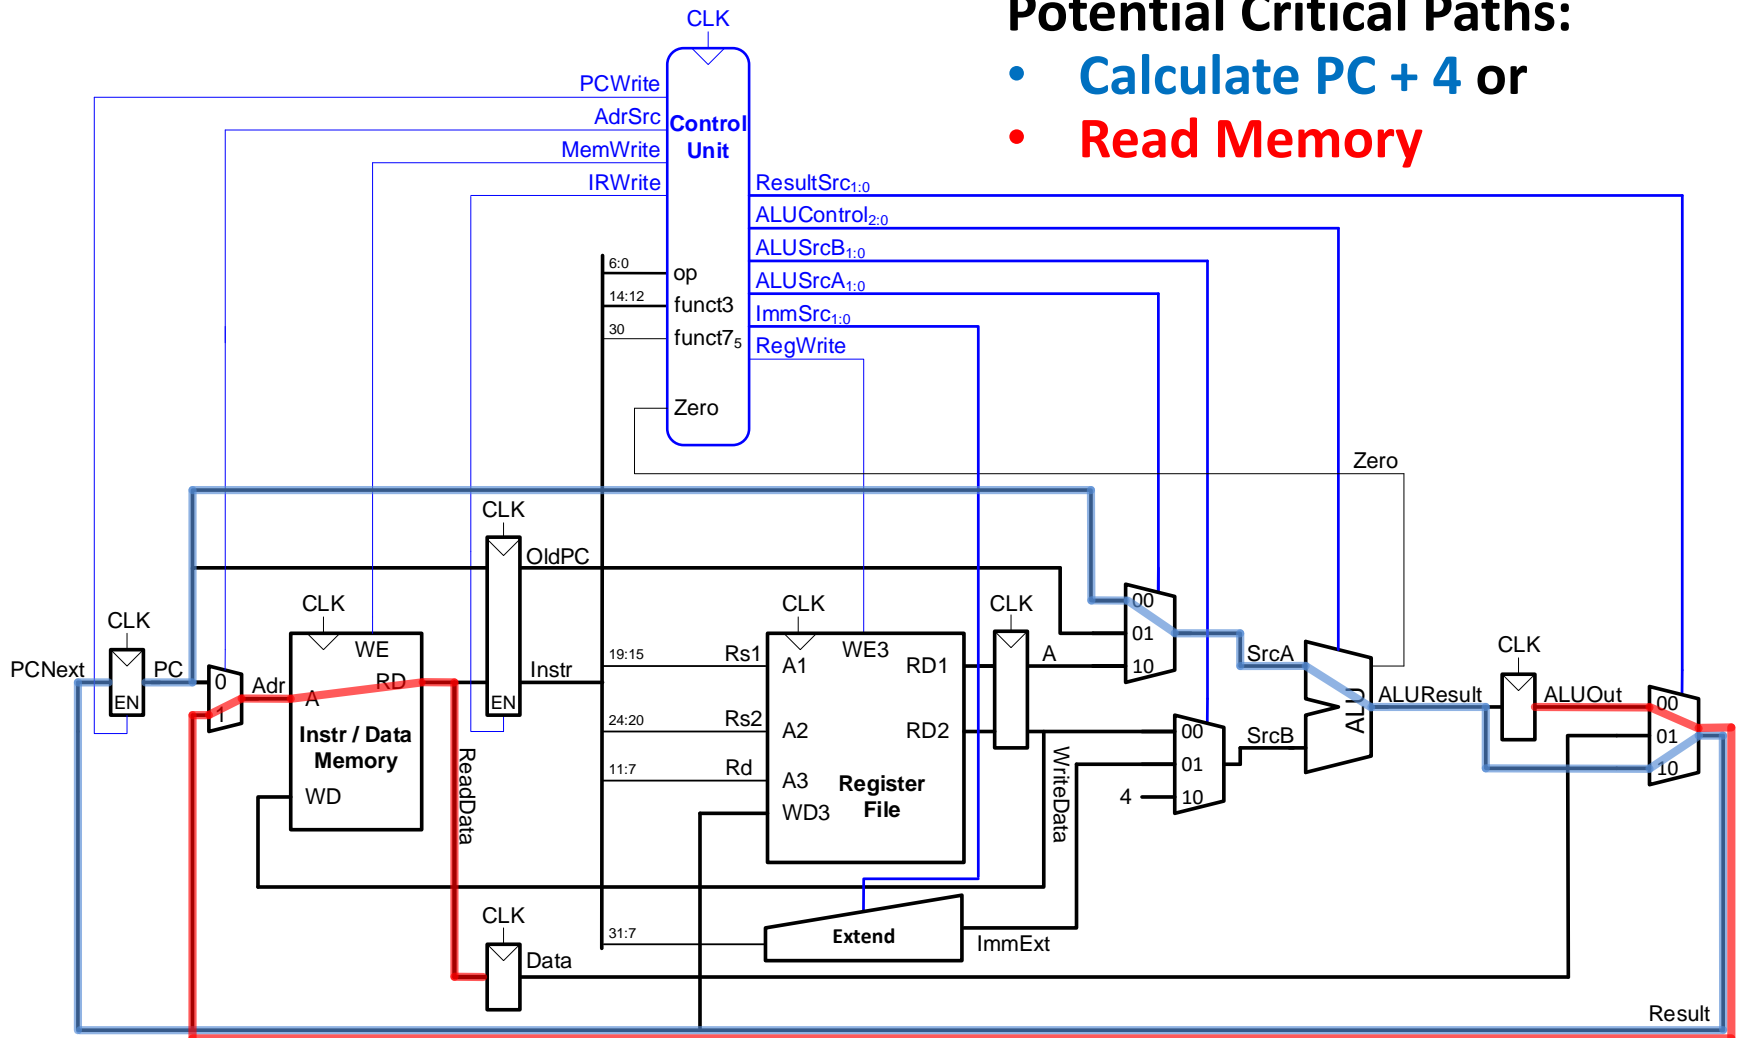 Potential Critical Paths:
• Calculate PC + 4 or
• Read Memory
CLK
PCWrite
AdrSrc
MemWrite
IRWrite
Control
Unit
ResultSrc1:0
ALUControl2:0
ALUSrcB1:0
ALUSrcA1:0
ImmSrc1:0
RegWrite
6:0
op
14:12
funct3
30
funct75
Zero
Zero
CLK
OldPC
CLK
PCNext
EN
PC
0
1
Adr
CLK
WE
A
RD
Instr / Data
Memory
WD
ReadData
EN
Instr
19:15
Rs1
24:20
Rs2
11:7
Rd
31:7
CLK
WE3
A1
RD1
A2
RD2
A3
WD3
Register
File
CLK
A
WriteData
00
01
10
SrcA
00
01
10
4
SrcB
ALU
ALUResult
CLK
ALUOut
00
01
10
Extend
ImmExt
CLK
Data
Result